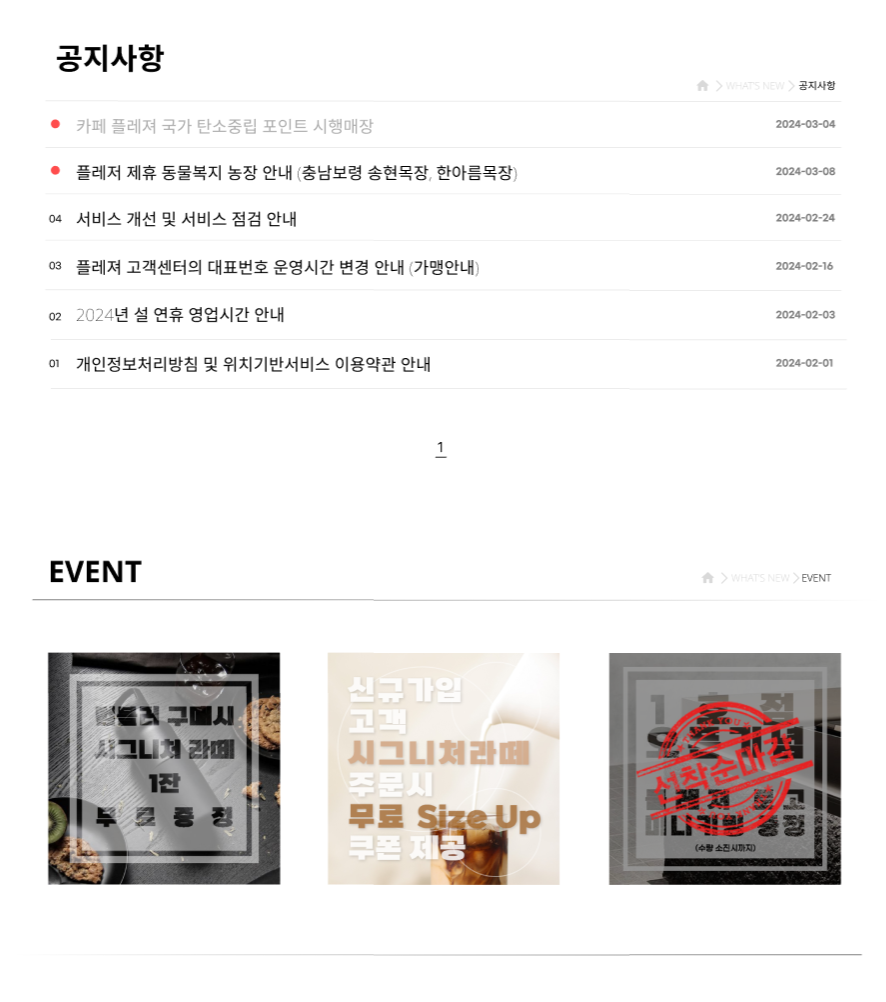 공지사항
WHAT'S NEW 공지사항
카페 플레져 국가 탄소중립 포인트 시행매장 2024-03-04
플레저 제휴 동물복지 농장 안내 (충남보령 송현목장, 한아름목장) 2024-03-08
04 서비스 개선 및 서비스 점검 안내 2024-02-24
03 플레져 고객센터의 대표번호 운영시간 변경 안내 (가맹안내) 2024-02-16
02 2024년 설 연휴 영업시간 안내 2024-02-03
01 개인정보처리방침 및 위치기반서비스 이용약관 안내 2024-02-01
1
EVENT
WHAT'S NEW EVENT
텀블러 구매시
시그니처 라떼
1잔
무료증정
신규가입
고객
시그니처라떼
주문시
무료 Size Up
쿠폰 제공
선착순마감
증정
(수량 소진 시까지)